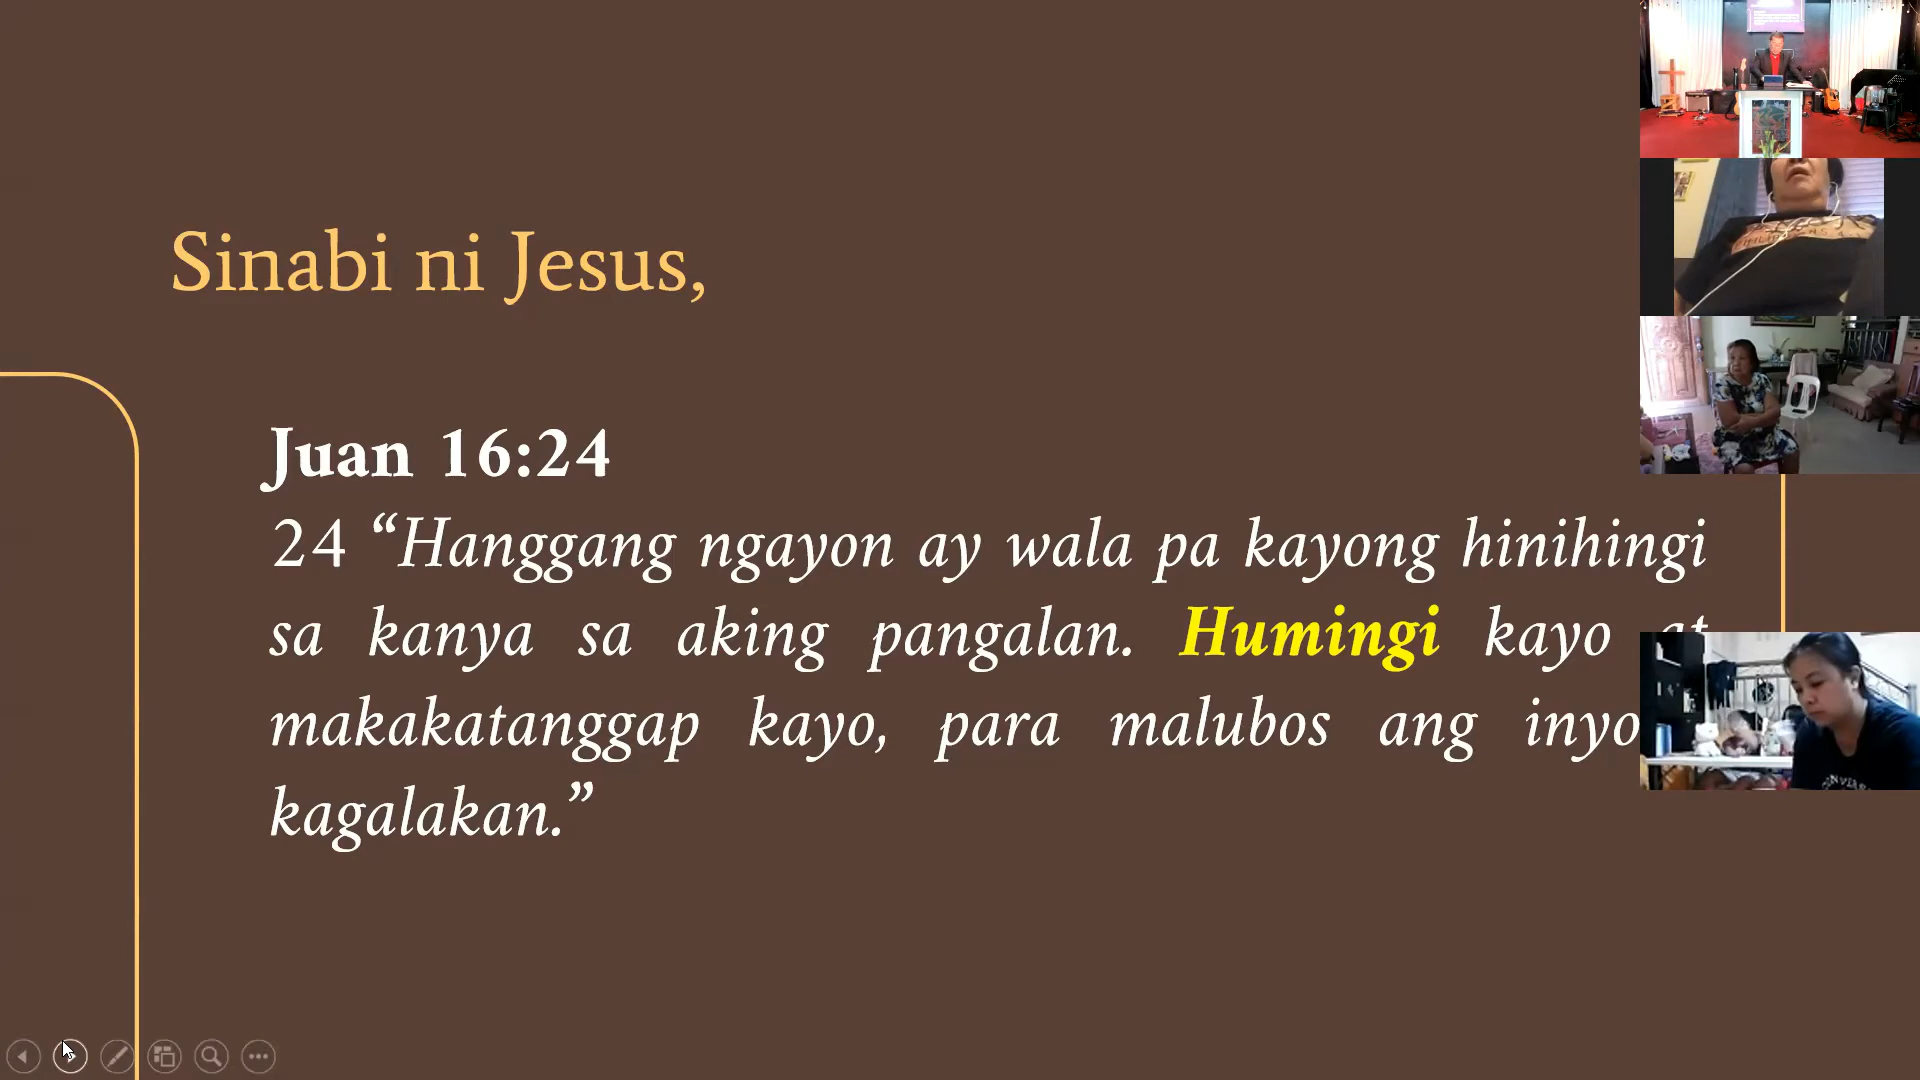 Sinabi ni Jesus,
Juan 16:24
24 “Hanggang ngayon ay wala pa kayong hinihingi
sa kanya sa aking pangalan. Humingi kayo at
makakatanggap kayo, para malubos ang inyo
kagalakan.”